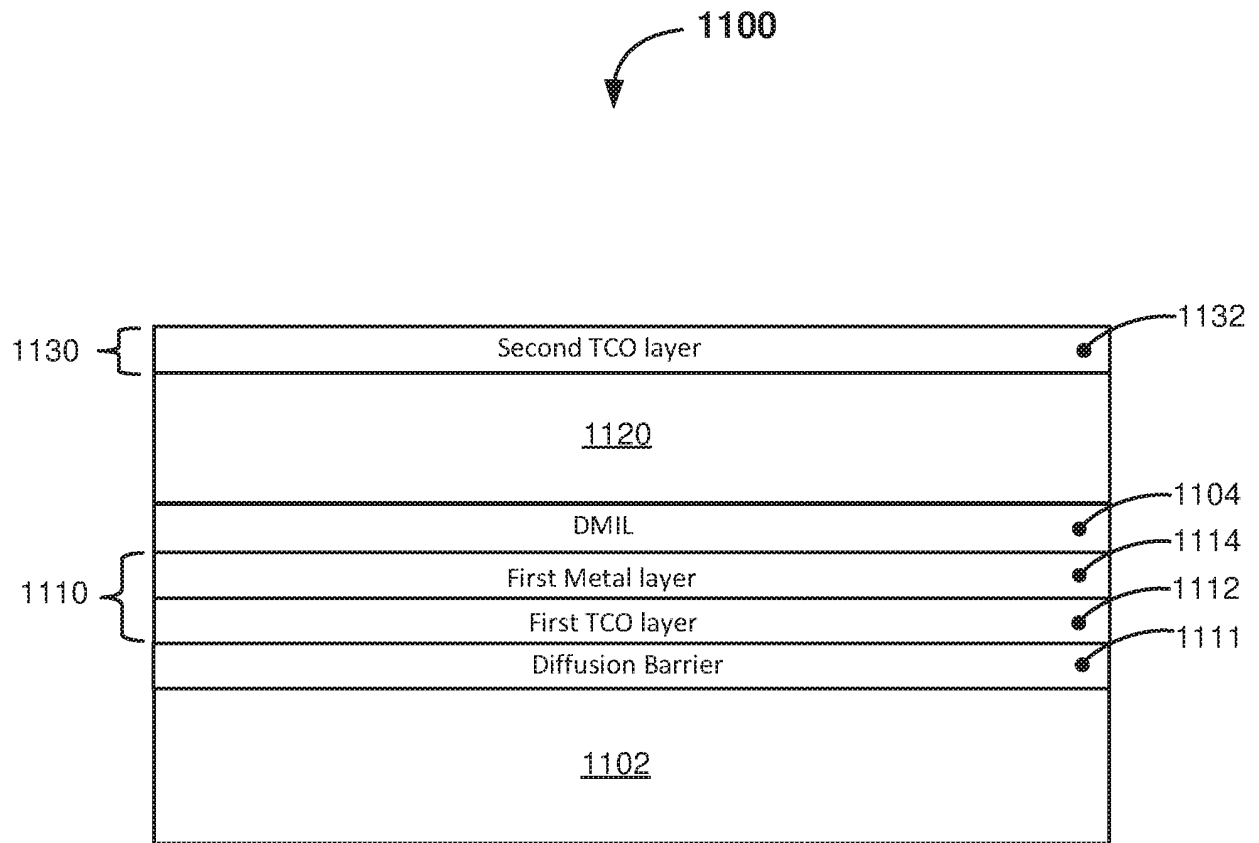 1100
1132
1130
Second TCO layer
1120
1104
DMIL
1114
First Metal layer
1110
1112
First TCO layer
1111
Diffusion Barrier
1102